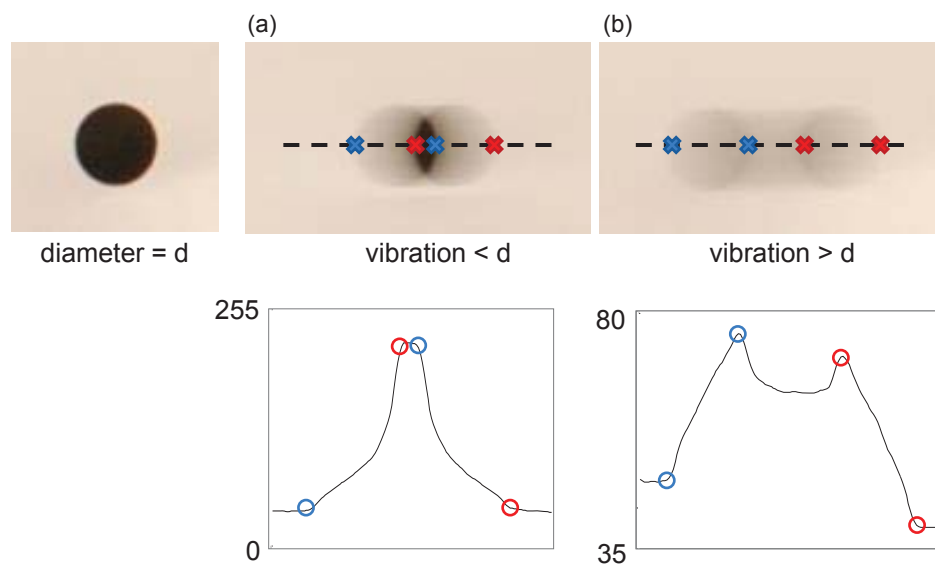 (a)
(b)
diameter = d
vibration < d
vibration > d
255
0
80
35